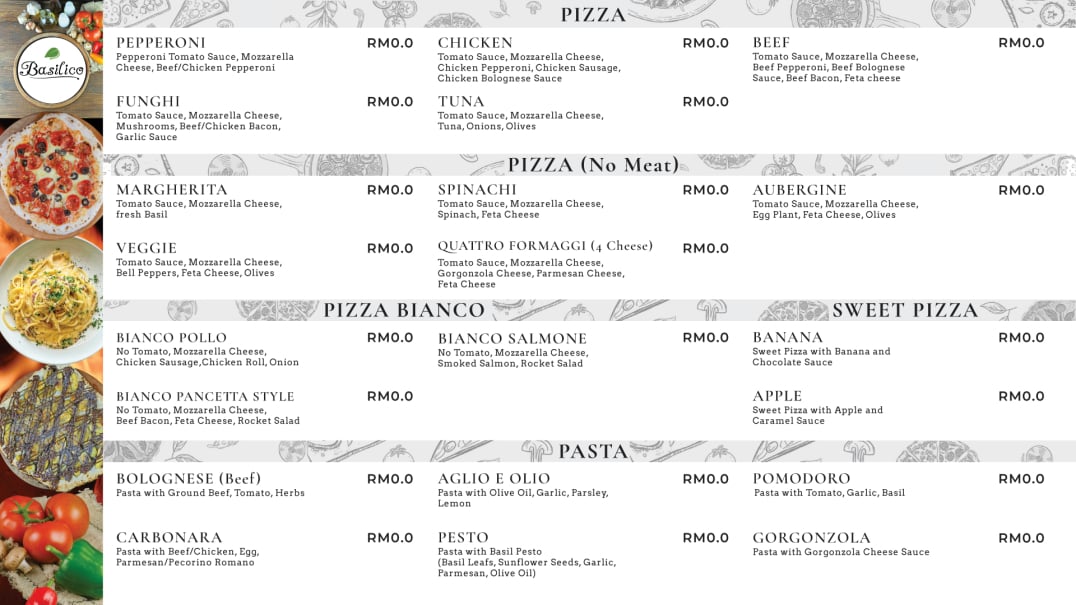 Basilico
PIZZA
PEPPERONI RM0.0
Pepperoni Tomato Sauce, Mozzarella
Cheese, Beef/Chicken Pepperoni
CHICKEN RM0.0
Tomato Sauce, Mozzarella Cheese,
Chicken Pepperoni, Chicken Sausage,
Chicken Bolognese Sauce
BEEF RM0.0
Tomato Sauce, Mozzarella Cheese,
Beef Pepperoni, Beef Bolognese
Sauce, Beef Bacon, Feta cheese
FUNGHI RM0.0
Tomato Sauce, Mozzarella Cheese,
Mushrooms, Beef/Chicken Bacon,
Garlic Sauce
TUNA RM0.0
Tomato Sauce, Mozzarella Cheese,
Tuna, Onions, Olives
PIZZA (No Meat)
MARGHERITA RM0.0
Tomato Sauce, Mozzarella Cheese,
fresh Basil
SPINACHI RM0.0
Tomato Sauce, Mozzarella Cheese,
Spinach, Feta Cheese
AUBERGINE RM0.0
Tomato Sauce, Mozzarella Cheese,
Egg Plant, Feta Cheese, Olives
VEGGIE RM0.0
Tomato Sauce, Mozzarella Cheese,
Bell Peppers, Feta Cheese, Olives
QUATTRO FORMAGGI (4 Cheese) RM0.0
Tomato Sauce, Mozzarella Cheese,
Gorgonzola Cheese, Parmesan Cheese,
Feta Cheese
PIZZA BIANCO
BIANCO POLLO RM0.0
No Tomato, Mozzarella Cheese,
Chicken Sausage,Chicken Roll, Onion
BIANCO SALMONE RM0.0
No Tomato, Mozzarella Cheese,
Smoked Salmon, Rocket Salad
BIANCO PANCETTA STYLE RM0.0
No Tomato, Mozzarella Cheese,
Beef Bacon, Feta Cheese, Rocket Salad
SWEET PIZZA
BANANA RM0.0
Sweet Pizza with Banana and
Chocolate Sauce
APPLE RM0.0
Sweet Pizza with Apple and
Caramel Sauce
PASTA
BOLOGNESE (Beef) RM0.0
Pasta with Ground Beef, Tomato, Herbs
AGLIO E OLIO RM0.0
Pasta with Olive Oil, Garlic, Parsley,
Lemon
POMODORO RM0.0
Pasta with Tomato, Garlic, Basil
CARBONARA RM0.0
Pasta with Beef/Chicken, Egg,
Parmesan/Pecorino Romano
PESTO RM0.0
Pasta with Basil Pesto
(Basil Leafs, Sunflower Seeds, Garlic,
Parmesan, Olive Oil)
GORGONZOLA RM0.0
Pasta with Gorgonzola Cheese Sauce